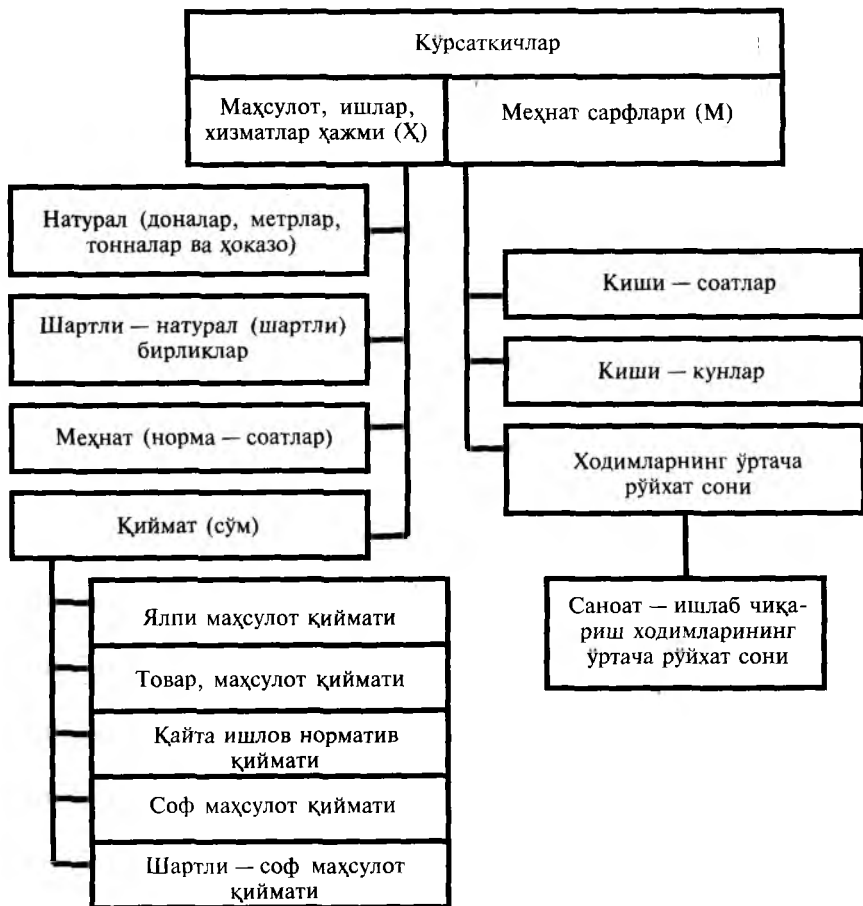 Кўрсаткичлар
Маҳсулот, ишлар,
хизматлар ҳажми (Ҳ)
Меҳнат сарфлари (М)
Натурал (доналар, метрлар,
тонналар ва ҳоказо)
Шартли — натурал (шартли)
бирликлар
Меҳнат (норма — соатлар)
Қиймат (сўм)
Ялпи маҳсулот қиймати
Товар, маҳсулот қиймати
Қайта ишлов норматив
қиймати
Соф маҳсулот қиймати
Шартли — соф маҳсулот
қиймати
Киши — соатлар
Киши — кунлар
Ходимларнинг ўртача
рўйхат сони
Саноат — ишлаб чиқа-
риш ходимларининг
ўртача рўйхат сони